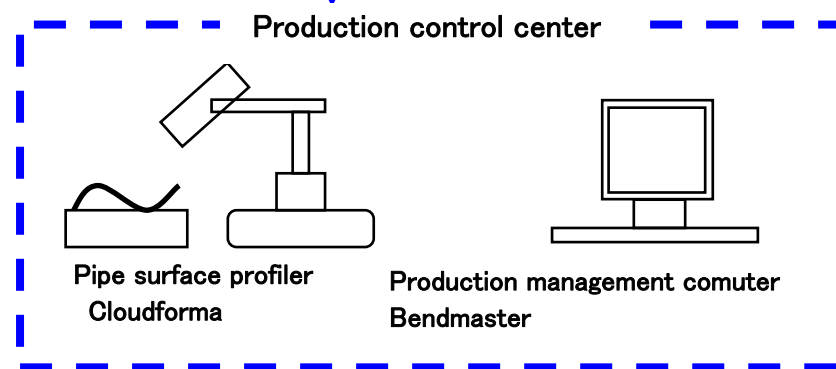 Production control center
Pipe surface profiler
Cloudforma
Production management comuter
Bendmaster